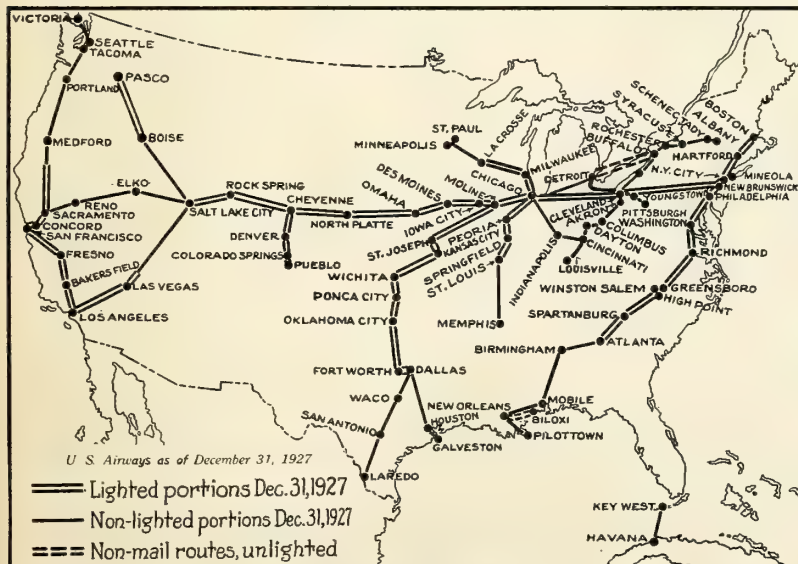 VICTORIA
SEATTLE
TACOMA
PORTLAND
PASCO
MEDFORD
BOISE
ELKO
RENO
SACRAMENTO
CONCORD
SAN FRANCISCO
FRESNO
BAKERSFIELD
LOS ANGELES
LAS VEGAS
SALT LAKE CITY
ROCK SPRING
CHEYENNE
DENVER
COLORADO SPRINGS
PUEBLO
NORTH PLATTE
OMAHA
DES MOINES
IOWA CITY
MOLINE
MINNEAPOLIS
ST. PAUL
LA CROSSE
MILWAUKEE
CHICAGO
ST. JOSEPH
KANSAS CITY
PEORIA
SPRINGFIELD
ST. LOUIS
MEMPHIS
WICHITA
PONCA CITY
OKLAHOMA CITY
FORT WORTH
DALLAS
WACO
SAN ANTONIO
LAREDO
HOUSTON
GALVESTON
INDIANAPOLIS
LOUISVILLE
CINCINNATI
DAYTON
COLUMBUS
AKRON
CLEVELAND
DETROIT
YOUNGSTOWN
PITTSBURGH
BUFFALO
ROCHESTER
SYRACUSE
SCHENECTADY
ALBANY
BOSTON
HARTFORD
N.Y. CITY
MINEOLA
NEW BRUNSWICK
PHILADELPHIA
WASHINGTON
RICHMOND
GREENSBORO
WINSTON SALEM
HIGH POINT
SPARTANBURG
ATLANTA
BIRMINGHAM
MOBILE
NEW ORLEANS
BILOXI
PILOTTOWN
KEY WEST
HAVANA
U S. Airways as of December 31, 1927
Lighted portions Dec. 31, 1927
Non-lighted portions Dec. 31, 1927
Non-mail routes, unlighted